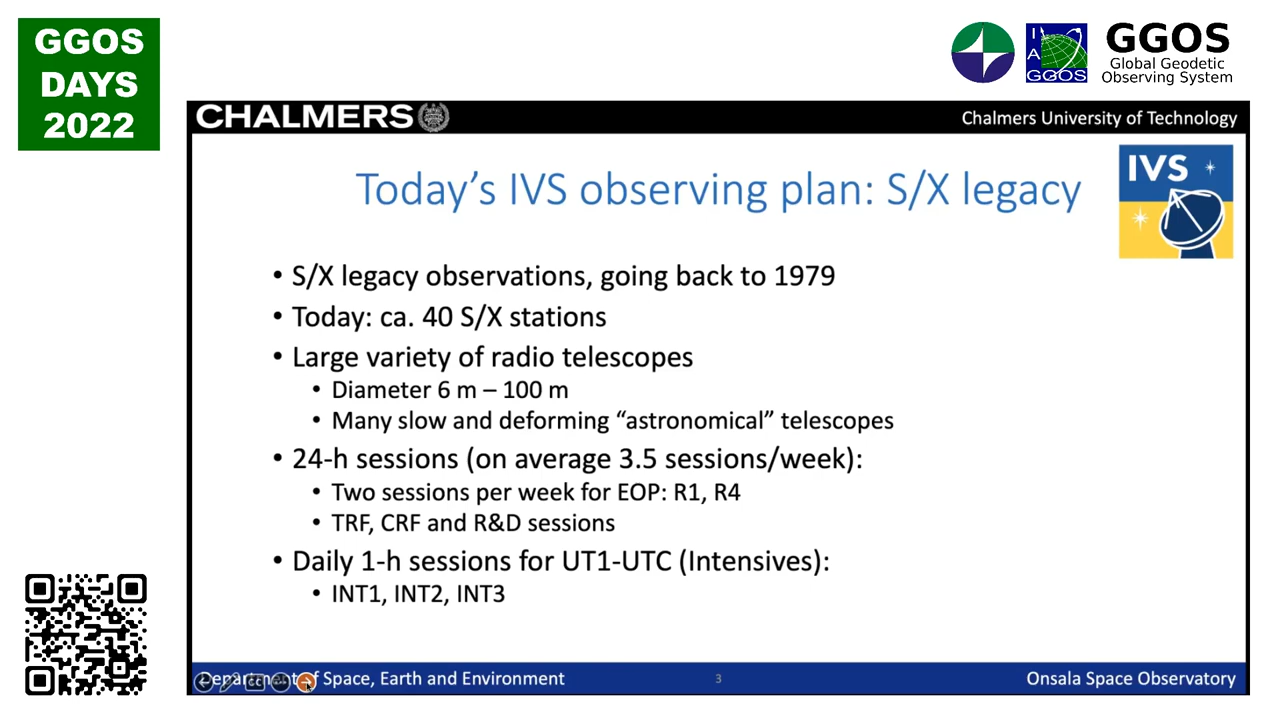 GGOS
DAYS
2022
IAG
GGOS
GGOS
Global Geodetic
Observing System
CHALMERS
Chalmers University of Technology
Today's IVS observing plan: S/X legacy
IVS
• S/X legacy observations, going back to 1979
• Today: ca. 40 S/X stations
• Large variety of radio telescopes
• Diameter 6 m – 100 m
• Many slow and deforming “astronomical” telescopes
• 24-h sessions (on average 3.5 sessions/week):
• Two sessions per week for EOP: R1, R4
• TRF, CRF and R&D sessions
• Daily 1-h sessions for UT1-UTC (Intensives):
• INT1, INT2, INT3
Department of Space, Earth and Environment
3
Onsala Space Observatory